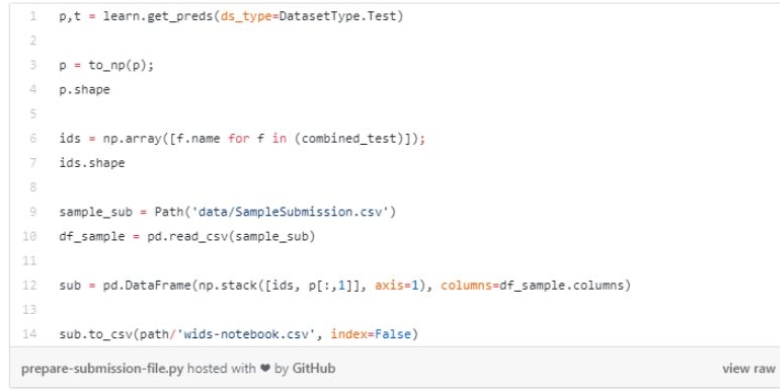 1 p,t = learn.get_preds(ds_type=DatasetType.Test)
2
3 p = to_np(p);
4 p.shape
5
6 ids = np.array([f.name for f in (combined_test)]);
7 ids.shape
8
9 sample_sub = Path('data/SampleSubmission.csv')
10 df_sample = pd.read_csv(sample_sub)
11
12 sub = pd.DataFrame(np.stack([ids, p[:,1]], axis=1), columns=df_sample.columns)
13
14 sub.to_csv(path/'wids-notebook.csv', index=False)
prepare-submission-file.py hosted with ❤ by GitHub view raw